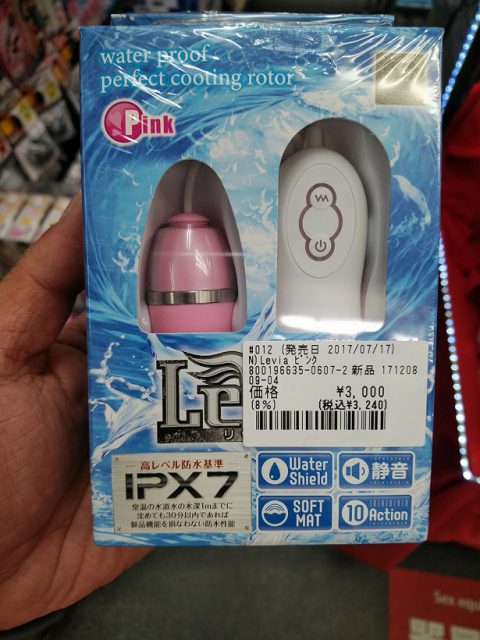 water proof
perfect cooting rotor
Pink
#012 (発売日 2017/07/17)
N)Levia ピンク
800196635-0607-2 新品 171208
09-04
価格 ¥3,000
(8%) (税込¥3,240)
Le
リ
高レベル防水基準
IPX7
常温の水道水の水深1mまでに
沈めても30分以内であれば
製品機能を損なわない防水性能
Water
Shield
静音
SOFT
MAT
10 Action
Sex equ